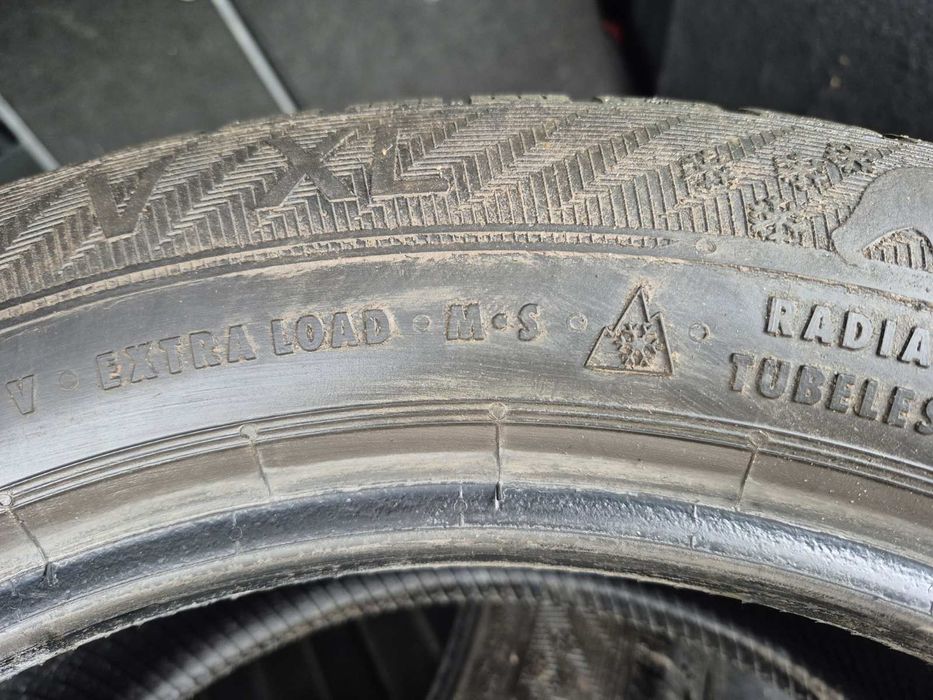 V XL
V • EXTRA LOAD • M•S •
RADIA
TUBELES